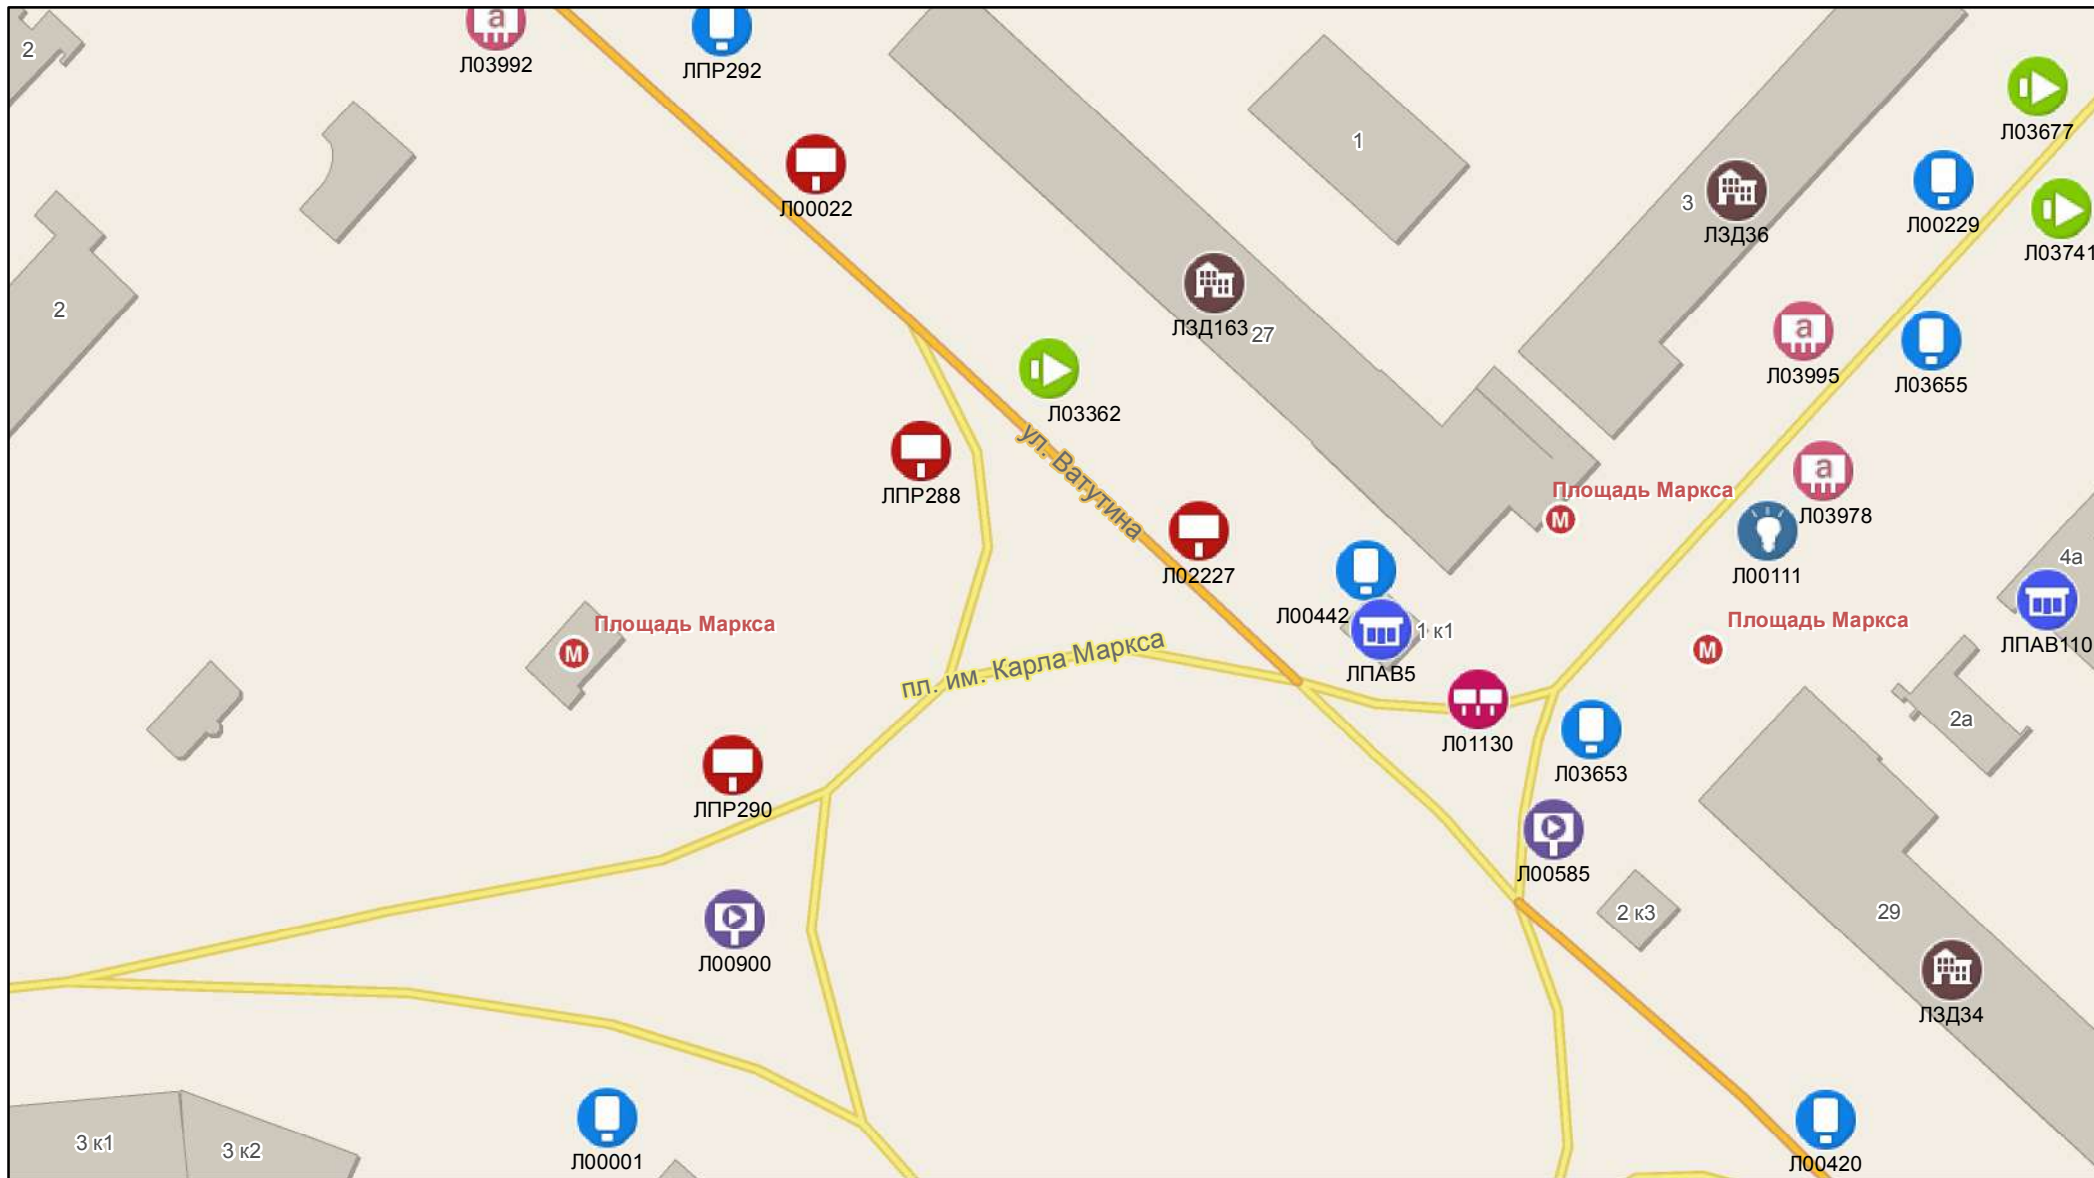 2
a
Л03992
ЛПР292
Л03677
1
Л00022
3
ЛЗД36
Л00229
Л03741
2
ЛЗД163
27
a
Л03995
Л03655
Л03362
ул. Ватутина
ЛПР288
a
Л03978
Площадь Маркса
М
Л02227
Л00111
4а
Л00442
1 к1
ЛПАВ5
Площадь Маркса
М
Площадь Маркса
М
ЛПАВ110
пл. им. Карла Маркса
2а
Л01130
Л03653
ЛПР290
Л00585
2 к3
29
Л00900
ЛЗД34
3 к1
3 к2
Л00001
Л00420